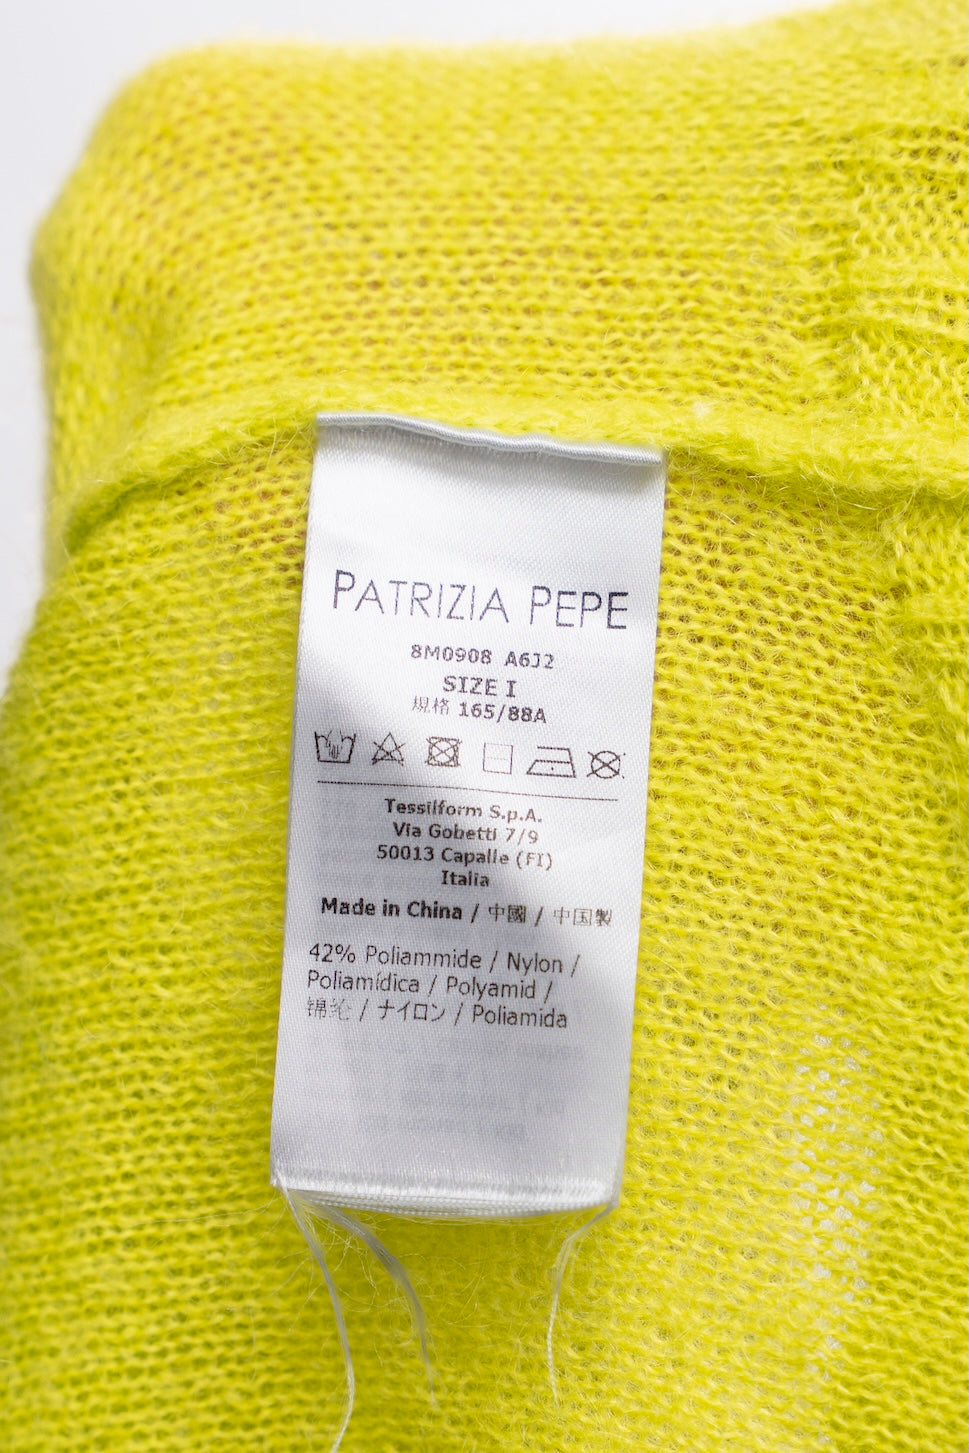 PATRIZIA PEPE
8M0908 A6J2
SIZE I
規格 165/88A
Tessilform S.p.A.
Via Gobetti 7/9
50013 Capalle (FI)
Italia
Made in China / 中國 / 中国製
42% Poliammide / Nylon /
Poliamídica / Polyamid /
锦纶 / ナイロン / Poliamida